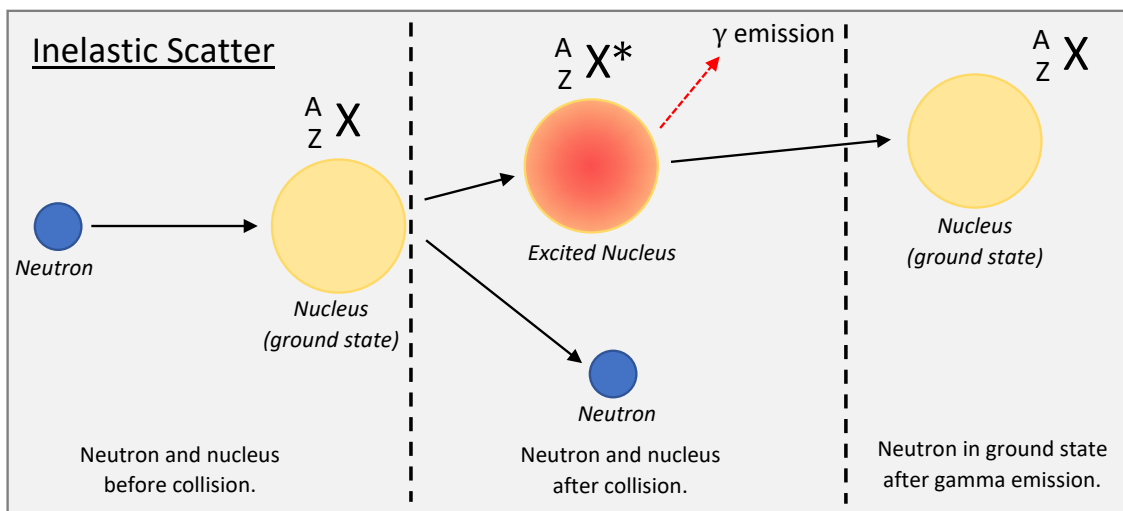 Inelastic Scatter
A
Z X
Neutron
Nucleus
(ground state)
Neutron and nucleus
before collision.
A
Z X*
γ emission
Excited Nucleus
Neutron
Neutron and nucleus
after collision.
A
Z X
Nucleus
(ground state)
Neutron in ground state
after gamma emission.